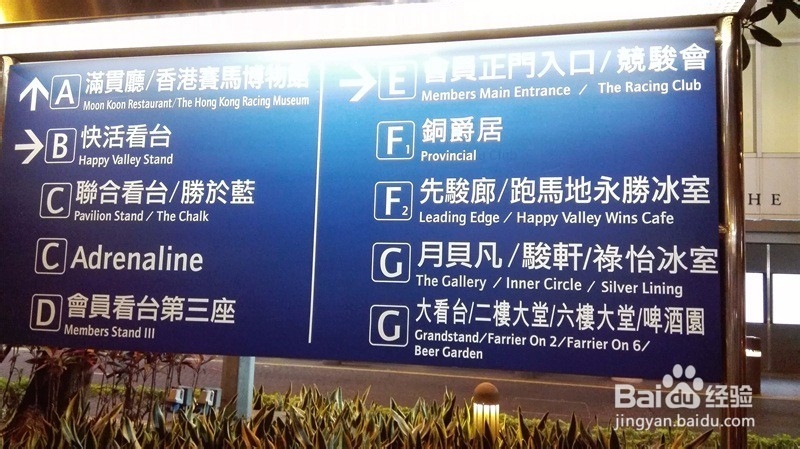 A 滿貫廳/香港賽馬博物館
Moon Koon Restaurant/The Hong Kong Racing Museum
B 快活看台
Happy Valley Stand
C 聯合看台/勝於藍
Pavilion Stand / The Chalk
C Adrenaline
D 會員看台第三座
Members Stand III
E 會員正門入口/競駿會
Members Main Entrance / The Racing Club
F1 銅爵居
Provincial
F2 先駿廊/跑馬地永勝冰室
Leading Edge / Happy Valley Wins Cafe
G 月貝凡/駿軒/祿怡冰室
The Gallery / Inner Circle / Silver Lining
G 大看台/二樓大堂/六樓大堂/啤酒園
Grandstand/Farrier On 2/Farrier On 6/
Beer Garden
HE
Baidu 经验
jingyan.baidu.com